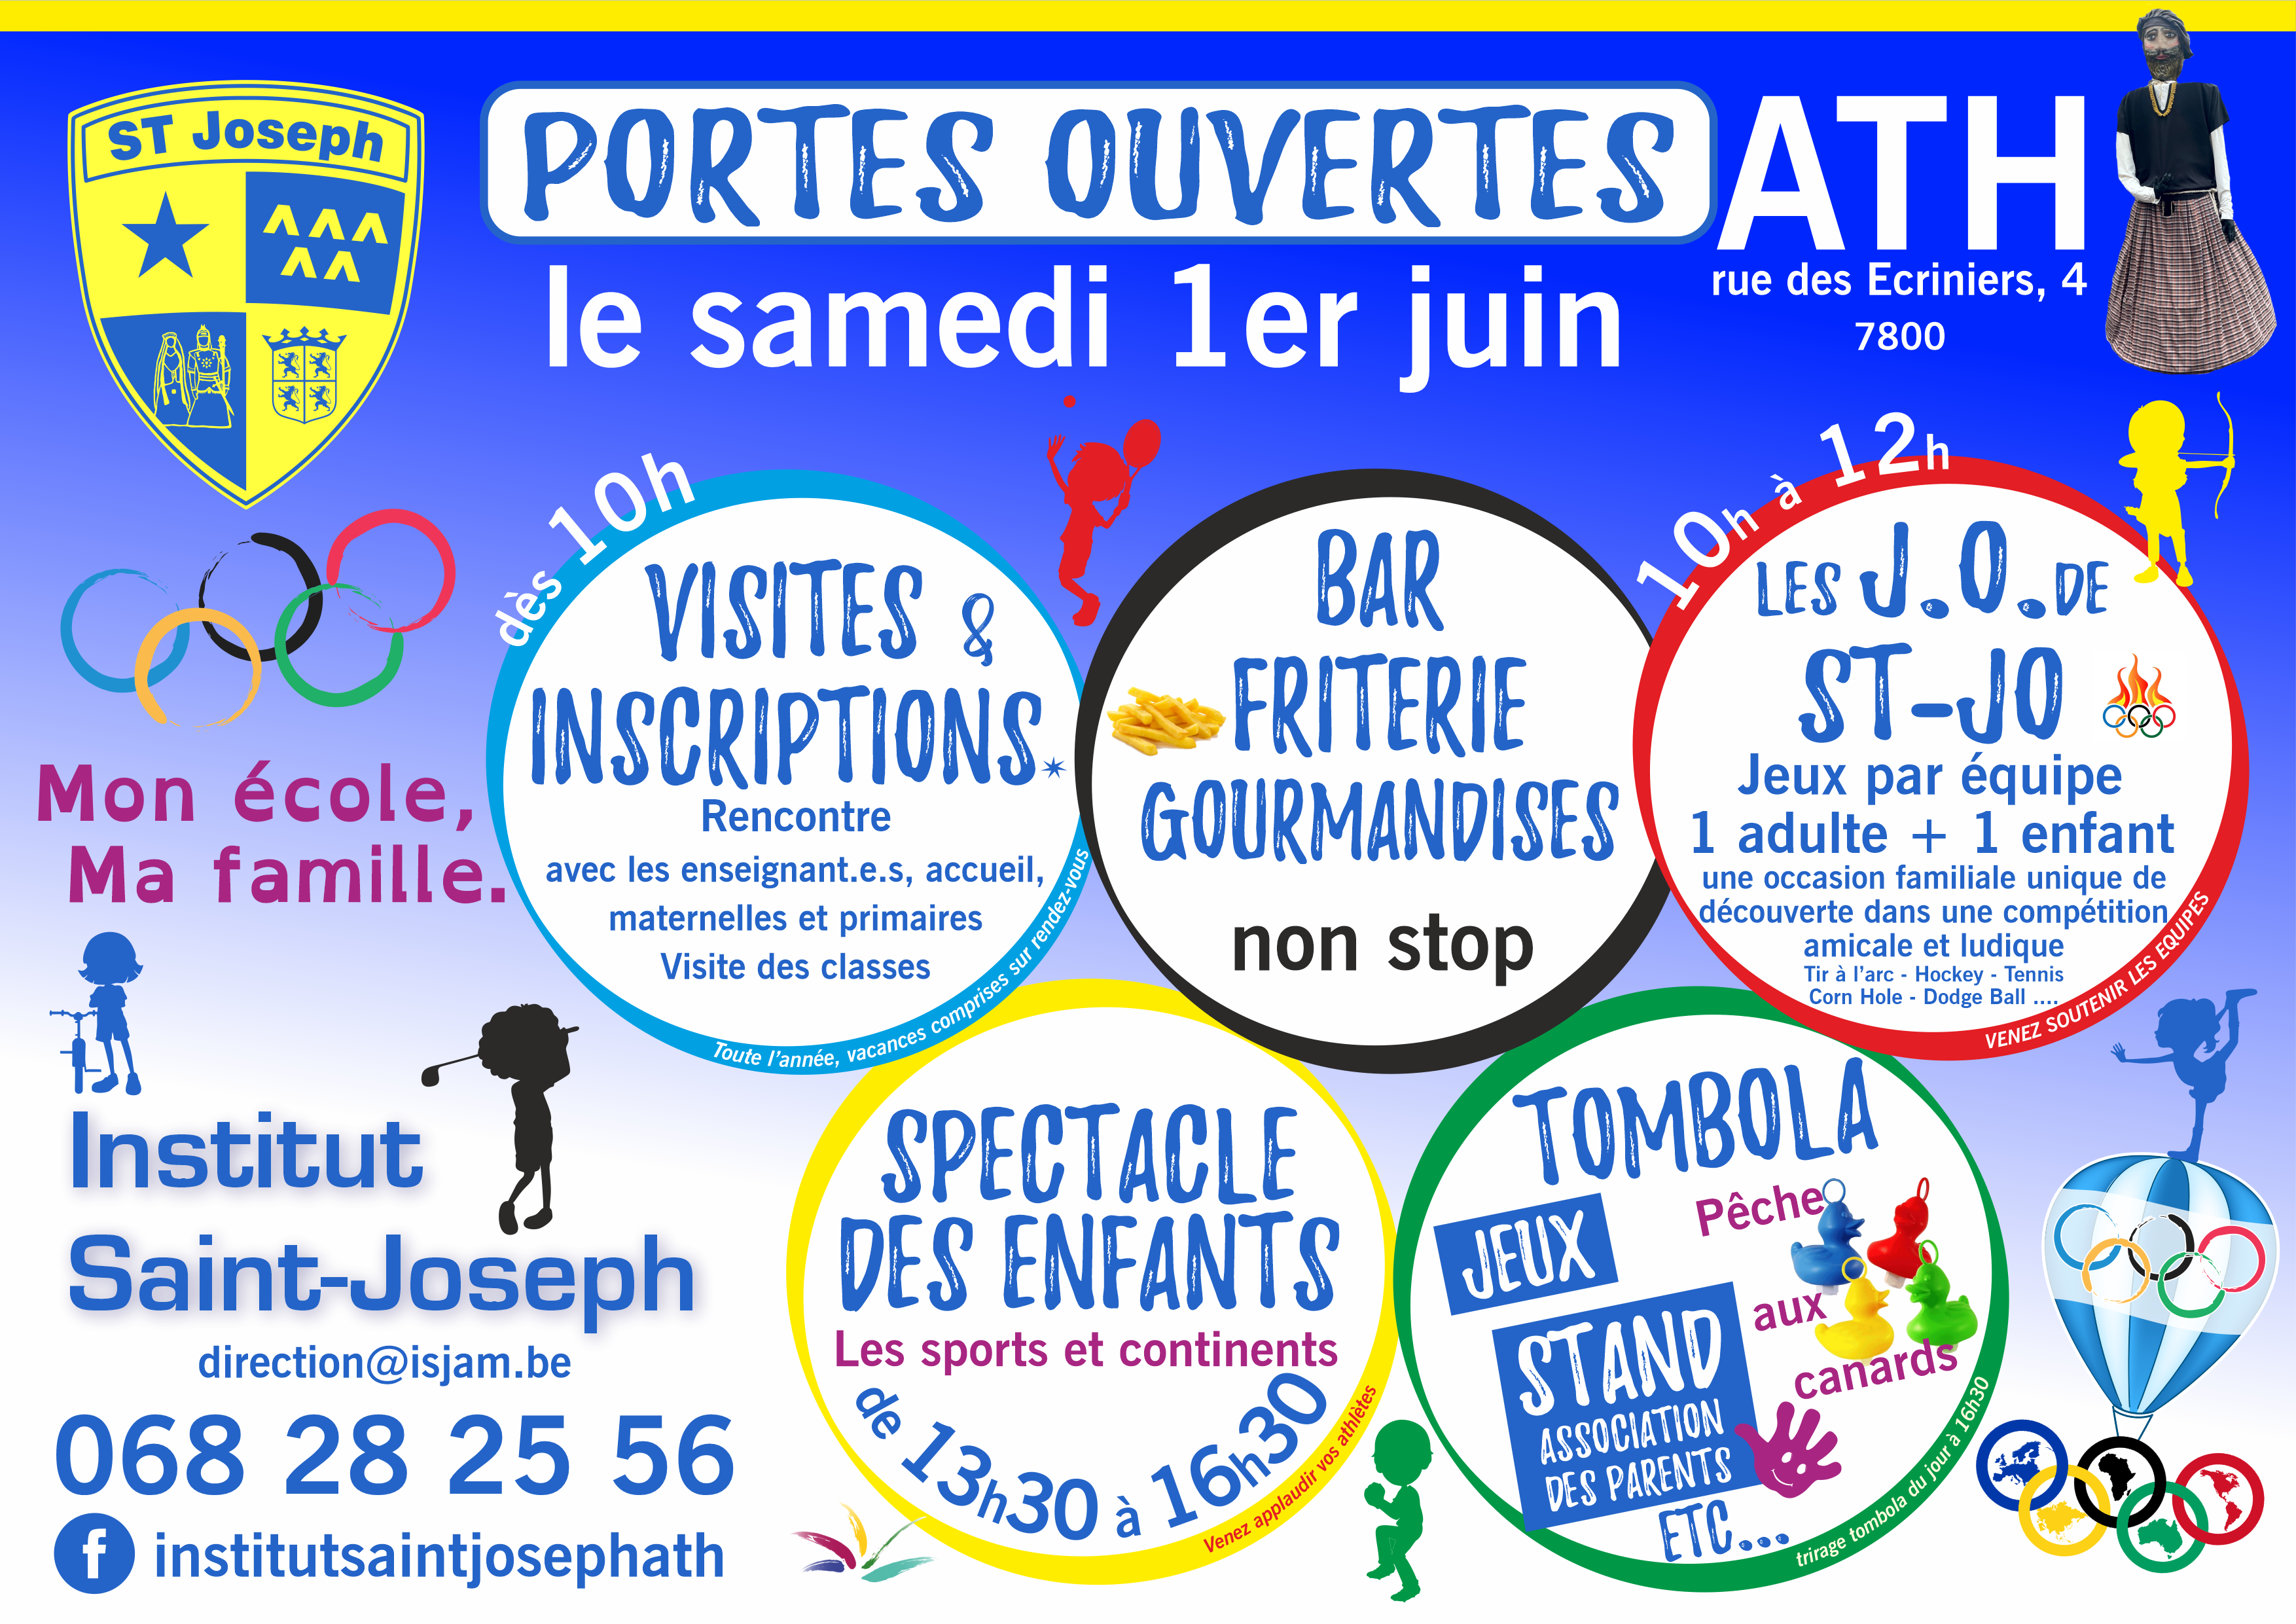 ST Joseph
PORTES OUVERTES
le samedi 1er juin
ATH
rue des Ecriniers, 4
7800
dès 10h
VISITES &
INSCRIPTIONS*
Rencontre
avec les enseignant.e.s, accueil,
maternelles et primaires
Visite des classes
Toute l'année, vacances comprises sur rendez-vous
BAR
FRITERIE
GOURMANDISES
non stop
10h à 12h
LES J.O. DE
ST-JO
Jeux par équipe
1 adulte + 1 enfant
une occasion familiale unique de
découverte dans une compétition
amicale et ludique
Tir à l'arc - Hockey - Tennis
Corn Hole - Dodge Ball ....
VENEZ SOUTENIR LES EQUIPES
Mon école,
Ma famille.
Institut
Saint-Joseph
direction@isjam.be
068 28 25 56
f institutsaintjosephath
SPECTACLE
DES ENFANTS
Les sports et continents
de 13h30 à 16h30
Venez applaudir vos athlètes
TOMBOLA
JEUX
Pêche
aux
canards
STAND
ASSOCIATION
DES PARENTS
ETC...
trirage tombola du jour à 16h30